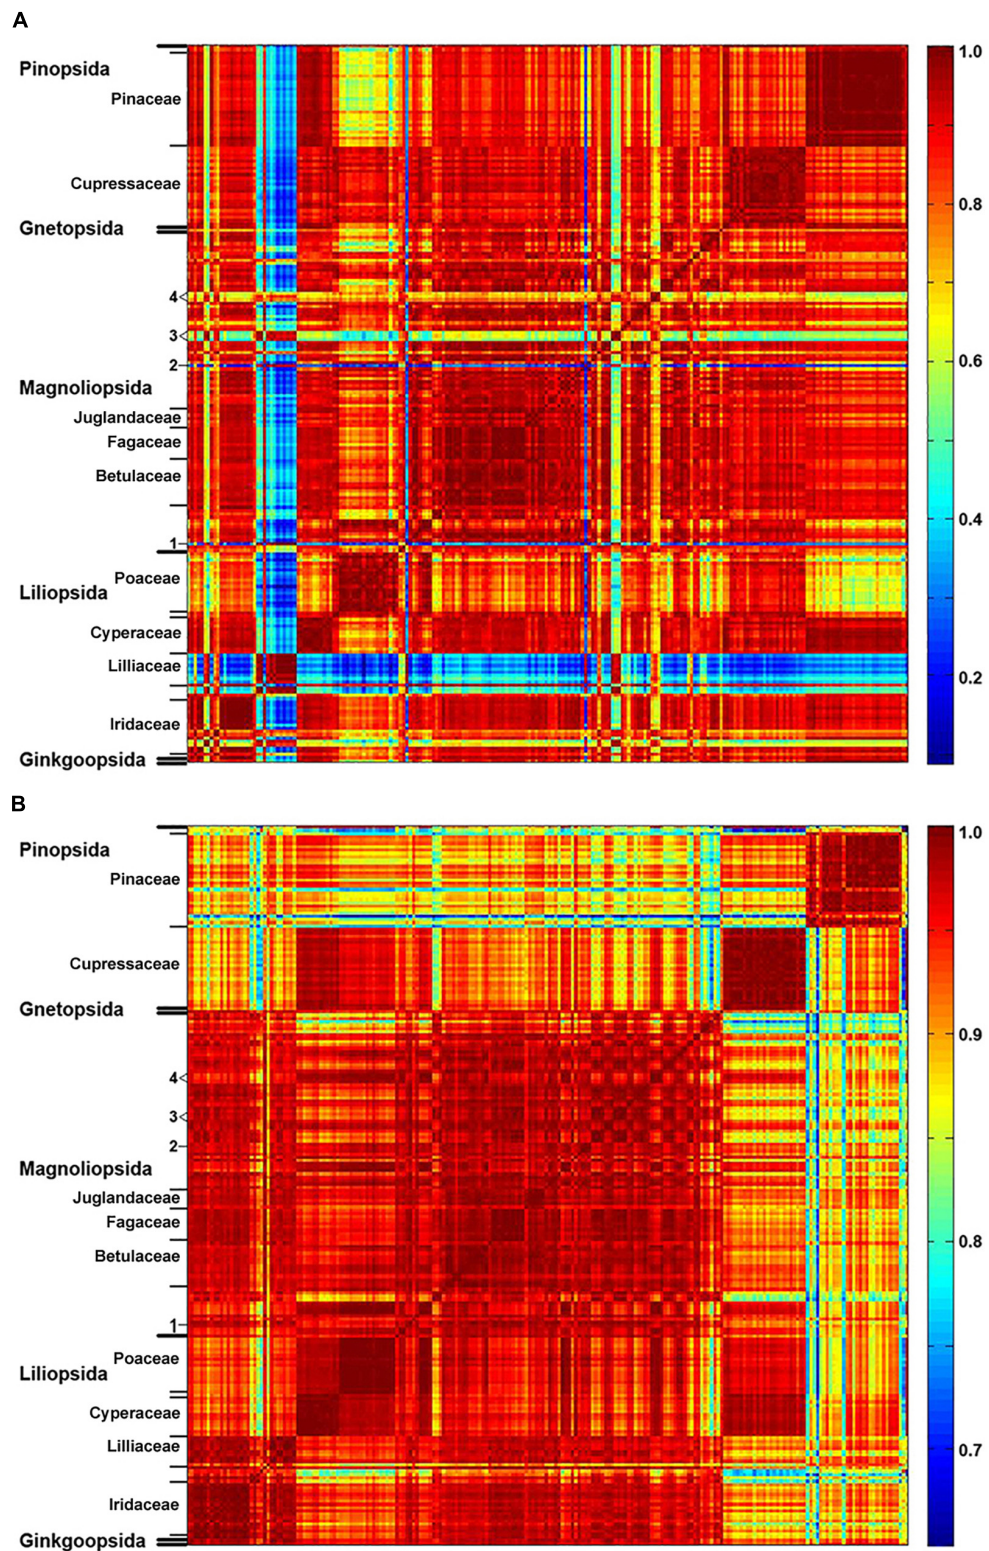 A
Pinopsida
Pinaceae
Cupressaceae
Gnetopsida
4
3
2
Magnoliopsida
Juglandaceae
Fagaceae
Betulaceae
1
Poaceae
Liliopsida
Cyperaceae
Lilliaceae
Iridaceae
Ginkgoopsida
1.0
0.8
0.6
0.4
0.2
B
Pinopsida
Pinaceae
Cupressaceae
Gnetopsida
4
3
2
Magnoliopsida
Juglandaceae
Fagaceae
Betulaceae
1
Poaceae
Liliopsida
Cyperaceae
Lilliaceae
Iridaceae
Ginkgoopsida
1.0
0.9
0.8
0.7